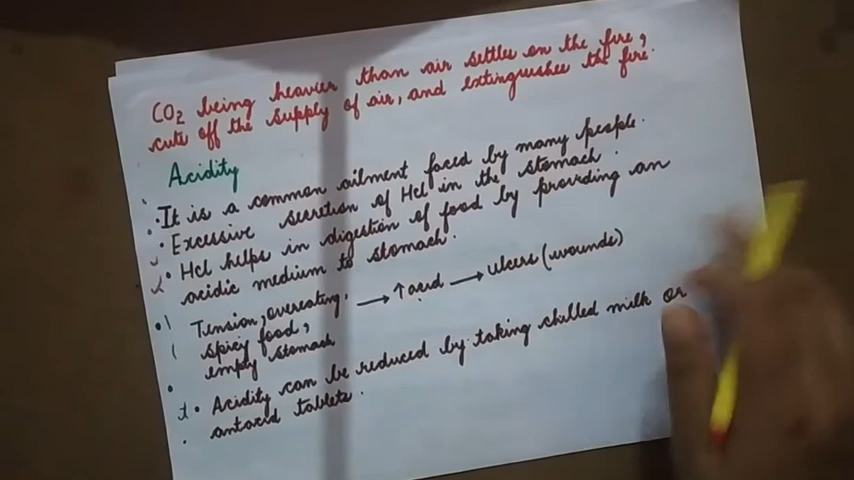 CO2 being heavier than air settles on the fire,
cuts off the supply of air, and extinguishes the fire.
Acidity
• It is a common ailment faced by many people.
• Excessive secretion of Hcl in the stomach.
• Hcl helps in digestion of food by providing an
acidic medium to stomach.
Tension, overeating, → ↑ acid → ulcers (wounds)
spicy food,
empty stomach
• Acidity can be reduced by taking chilled milk or
antacid tablets.